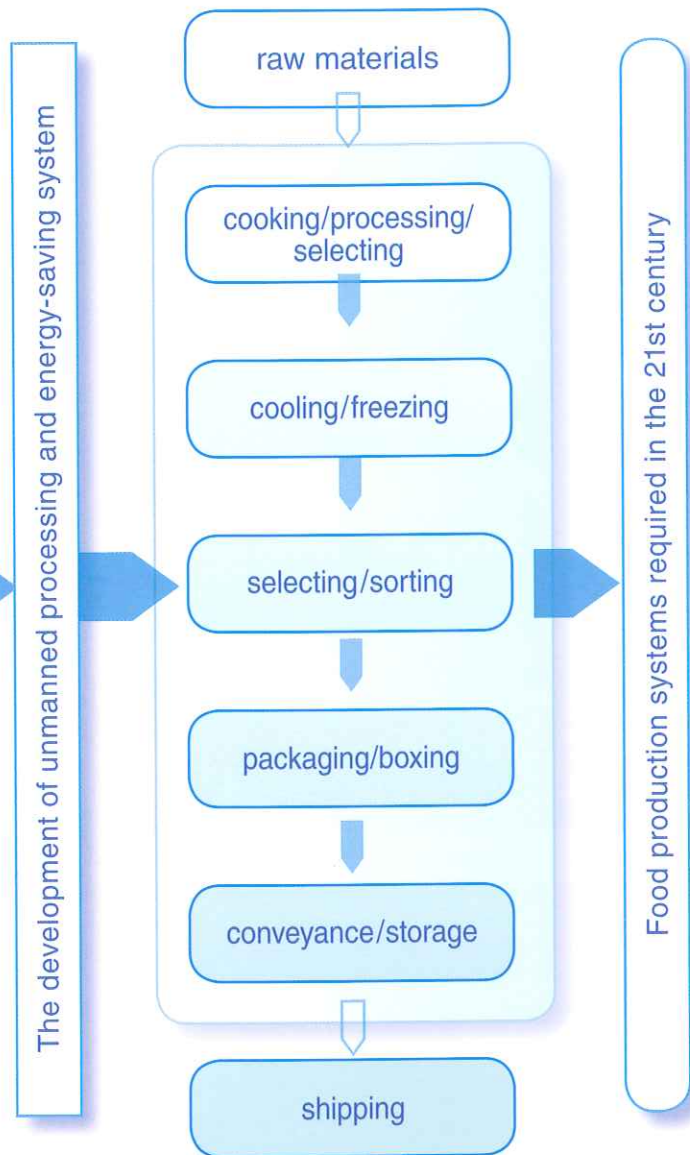 The development of unmanned processing and energy-saving system
raw materials
cooking/processing/
selecting
cooling/freezing
selecting/sorting
packaging/boxing
conveyance/storage
shipping
Food production systems required in the 21st century